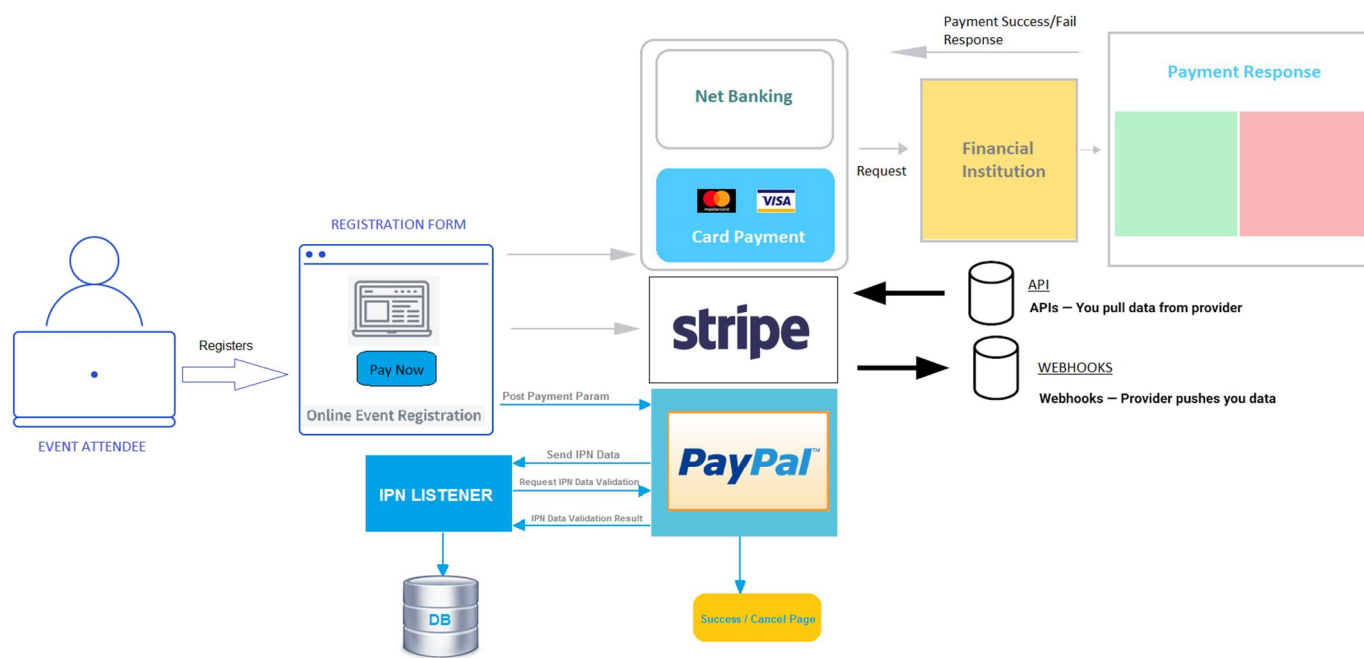 Payment Success/Fail
Response
Payment Response
Net Banking
Financial
Institution
Request
mastercard
VISA
Card Payment
REGISTRATION FORM
API
APIs — You pull data from provider
stripe
Registers
Pay Now
WEBHOOKS
Webhooks — Provider pushes you data
Online Event Registration
Post Payment Param
EVENT ATTENDEE
PayPal™
Send IPN Data
IPN LISTENER
Request IPN Data Validation
IPN Data Validation Result
DB
Success / Cancel Page